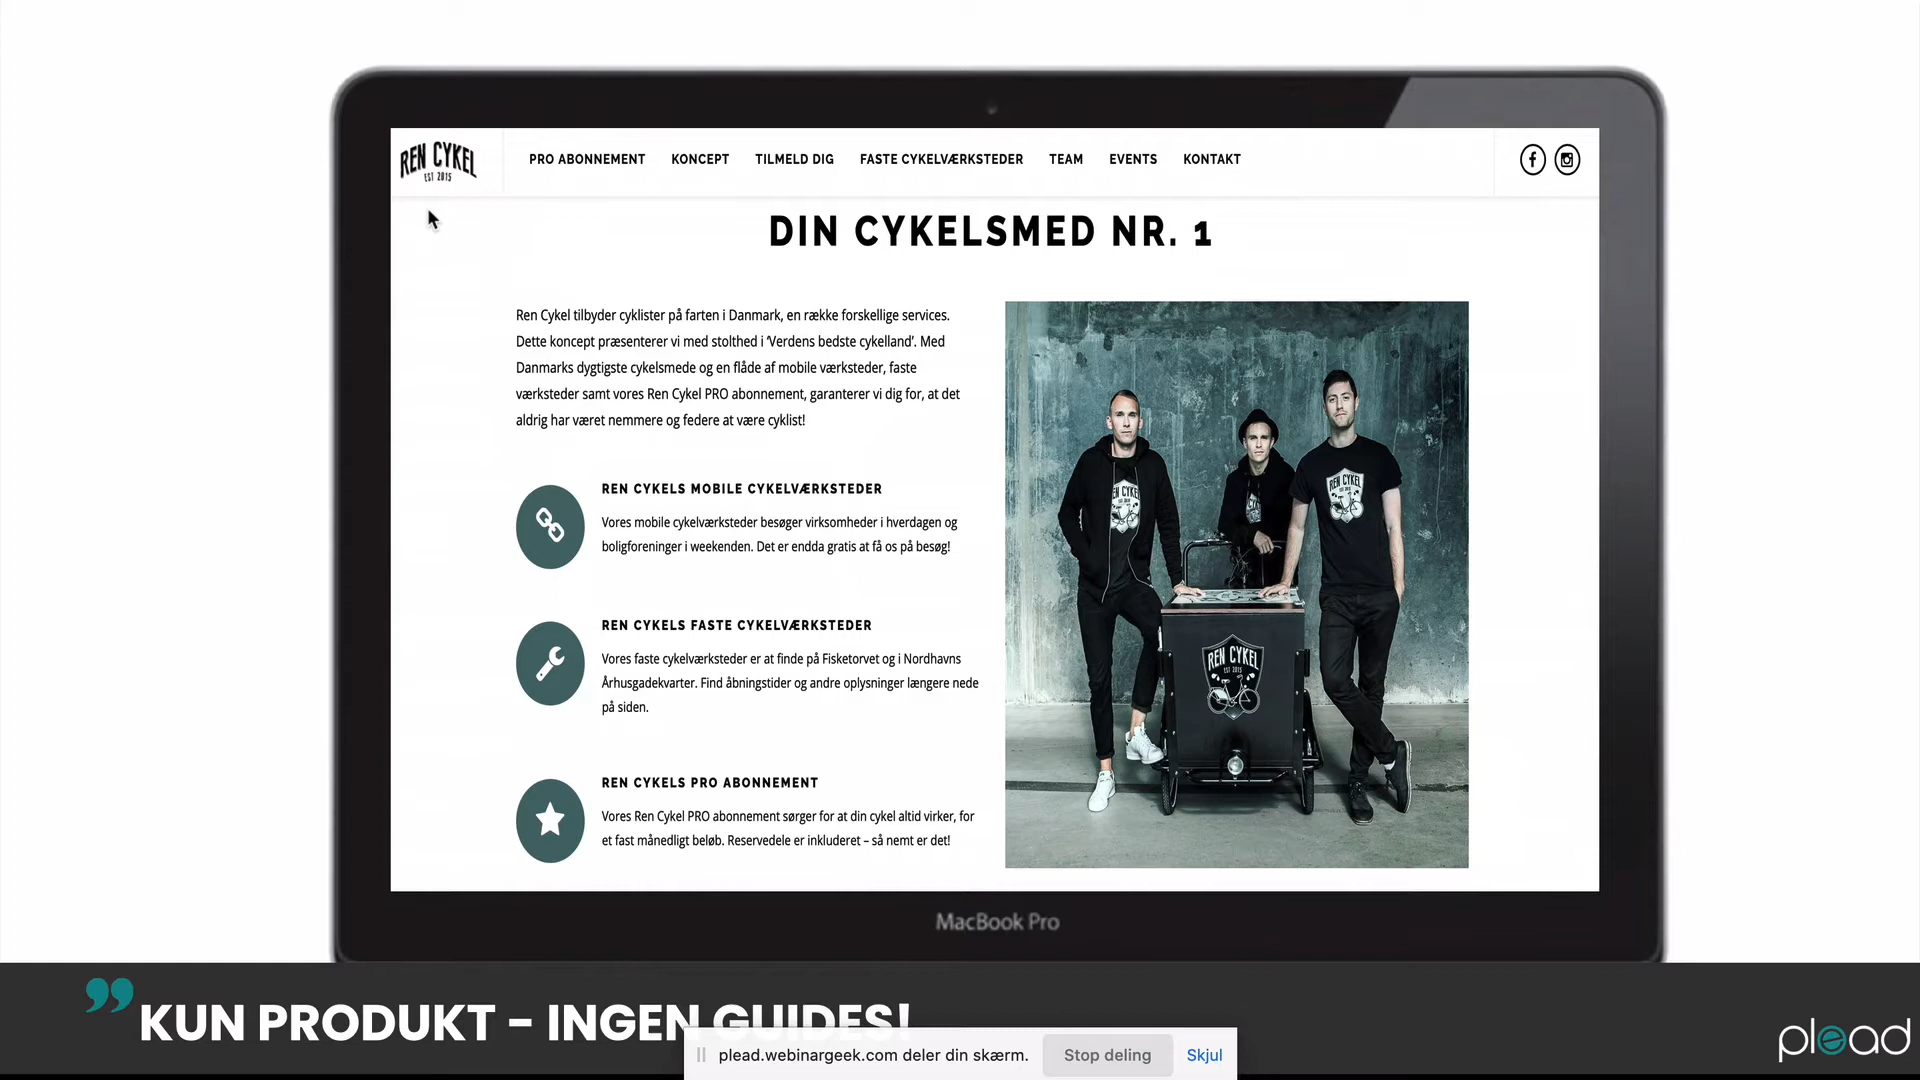 REN CYKEL
EST 2015
PRO ABONNEMENT KONCEPT TILMELD DIG FASTE CYKELVÆRKSTEDER TEAM EVENTS KONTAKT
DIN CYKELSMED NR. 1
Ren Cykel tilbyder cyklister på farten i Danmark, en række forskellige services.
Dette koncept præsenterer vi med stolthed i ‘Verdens bedste cykelland’. Med
Danmarks dygtigste cykelsmede og en flåde af mobile værksteder, faste
værksteder samt vores Ren Cykel PRO abonnement, garanterer vi dig for, at det
aldrig har været nemmere og federe at være cyklist!
REN CYKELS MOBILE CYKELVÆRKSTEDER
Vores mobile cykelværksteder besøger virksomheder i hverdagen og
boligforeninger i weekenden. Det er endda gratis at få os på besøg!
REN CYKELS FASTE CYKELVÆRKSTEDER
Vores faste cykelværksteder er at finde på Fisketorvet og i Nordhavns
Århusgadekvarter. Find åbningstider og andre oplysninger længere nede
på siden.
REN CYKELS PRO ABONNEMENT
Vores Ren Cykel PRO abonnement sørger for at din cykel altid virker, for
et fast månedligt beløb. Reservedele er inkluderet – så nemt er det!
REN CYKEL
REN CYKEL
REN CYKEL
EST 2015
MacBook Pro
” KUN PRODUKT - INGEN GUIDES!
plead.webinargeek.com deler din skærm. Stop deling Skjul
plead